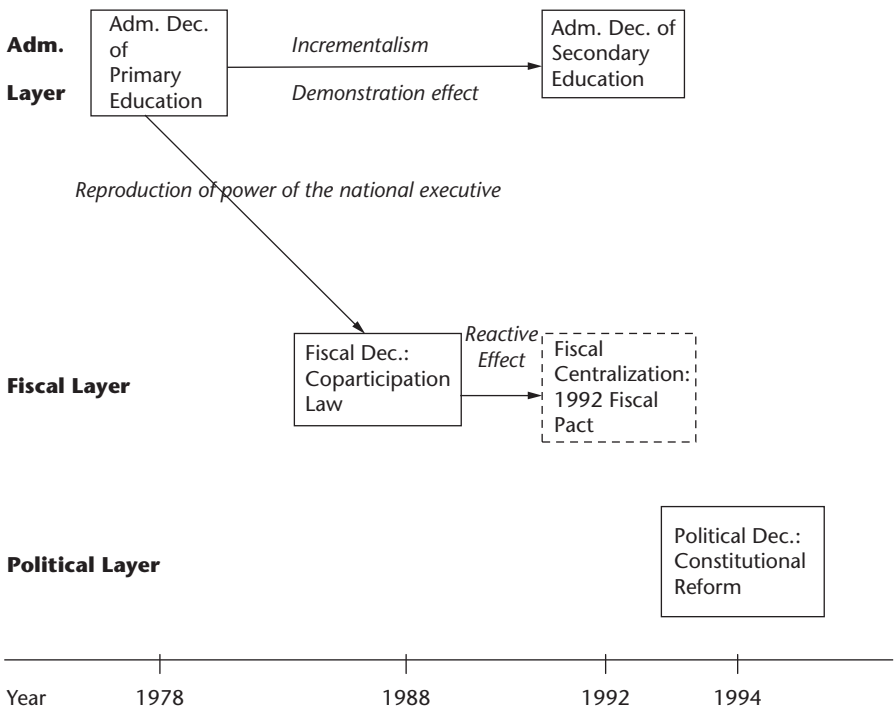 Adm.
Layer
Adm. Dec.
of
Primary
Education
Incrementalism
Demonstration effect
Adm. Dec. of
Secondary
Education
Reproduction of power of the national executive
Fiscal Layer
Fiscal Dec.:
Coparticipation
Law
Reactive
Effect
Fiscal
Centralization:
1992 Fiscal
Pact
Political Layer
Political Dec.:
Constitutional
Reform
Year 1978 1988 1992 1994